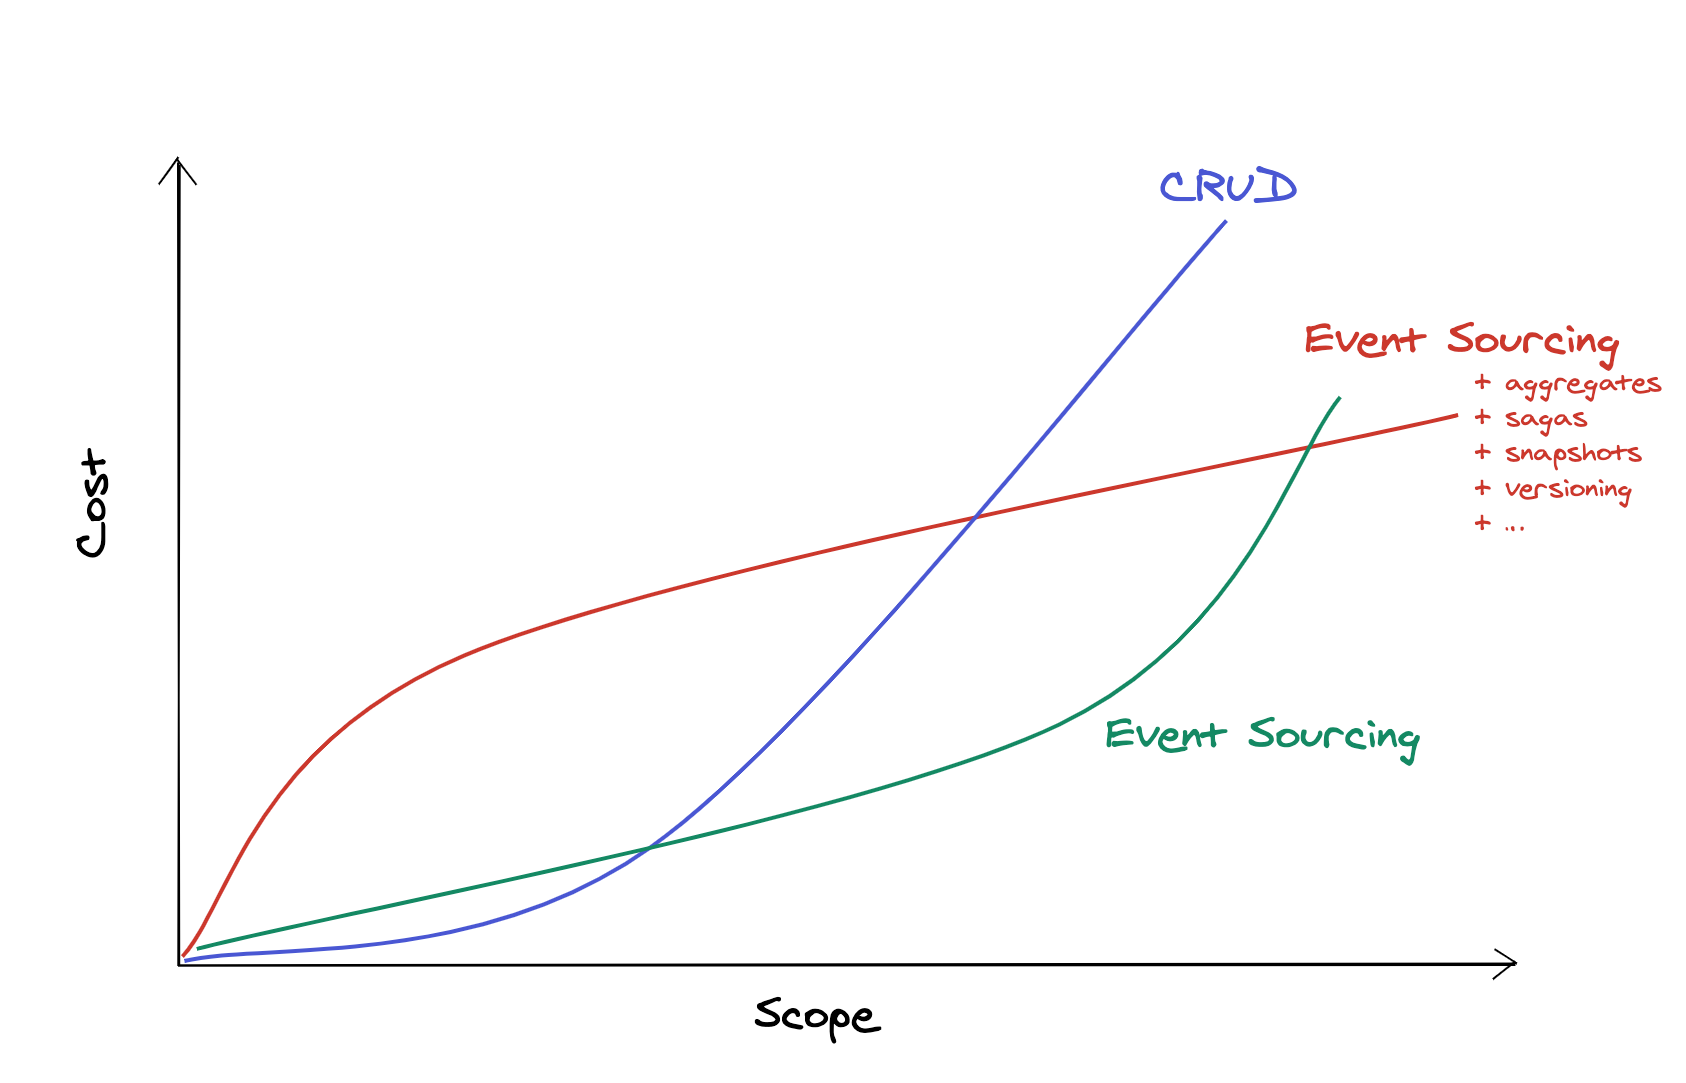 CRUD
Event Sourcing
+ aggregates
+ sagas
+ snapshots
+ versioning
+ ...
Cost
Event Sourcing
Scope